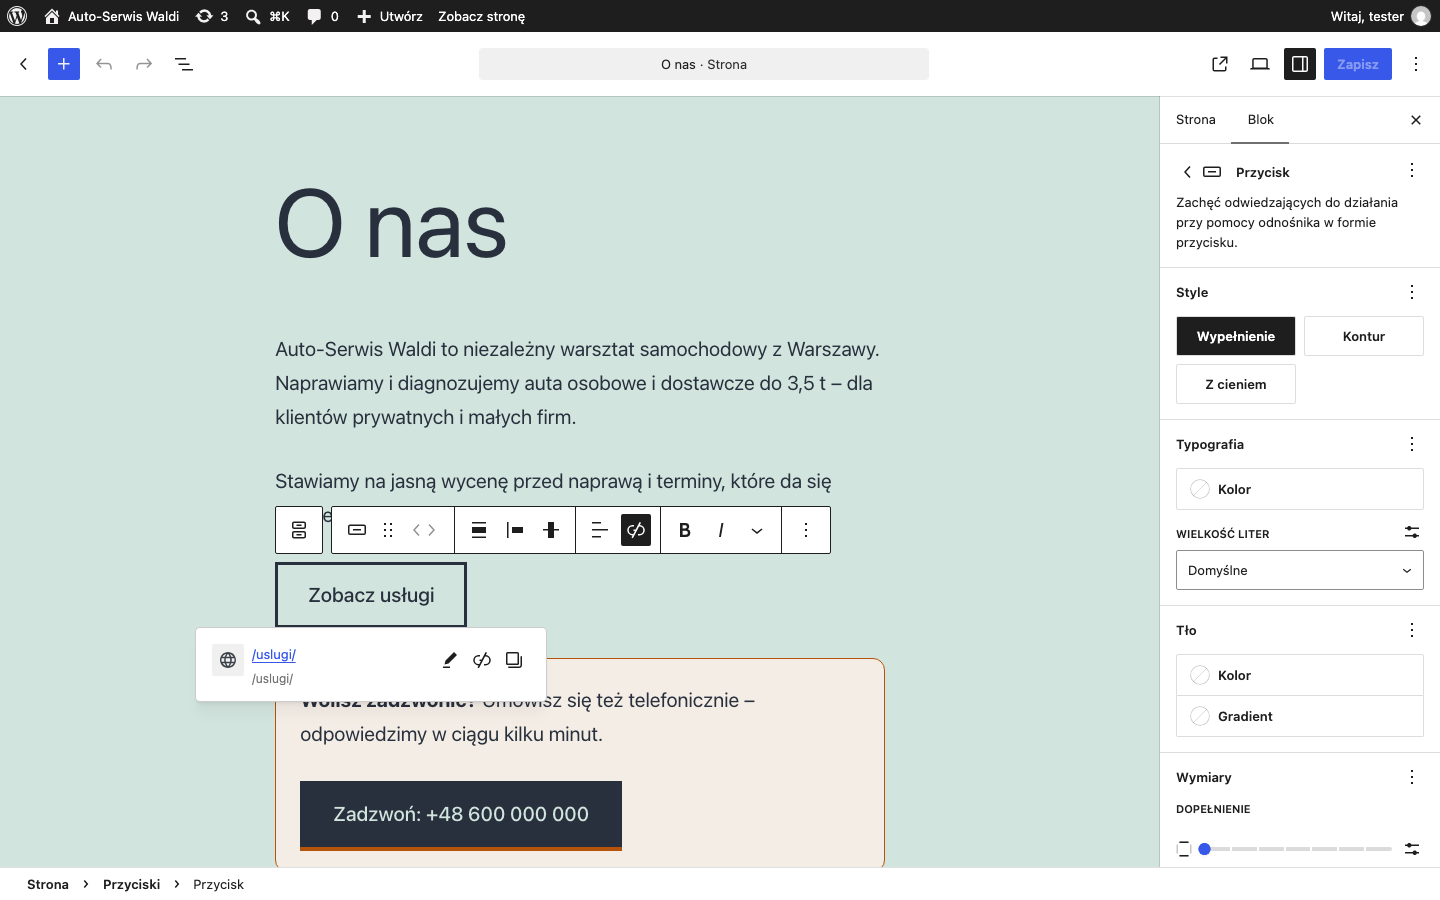 Auto-Serwis Waldi 3 ⌘K 0 Utwórz Zobacz stronę Witaj, tester
O nas · Strona
Zapisz
Strona Blok
Przycisk
Zachęć odwiedzających do działania
przy pomocy odnośnika w formie
przycisku.
Style
Wypełnienie Kontur
Z cieniem
Typografia
Kolor
WIELKOŚĆ LITER
Domyślne
Tło
Kolor
Gradient
Wymiary
DOPEŁNIENIE
O nas
Auto-Serwis Waldi to niezależny warsztat samochodowy z Warszawy.
Naprawiamy i diagnozujemy auta osobowe i dostawcze do 3,5 t – dla
klientów prywatnych i małych firm.
Stawiamy na jasną wycenę przed naprawą i terminy, które da się
B I
Zobacz usługi
/uslugi/
/uslugi/
Wolisz zadzwonić? Umówisz się też telefonicznie –
odpowiedzimy w ciągu kilku minut.
Zadzwoń: +48 600 000 000
Strona Przyciski Przycisk